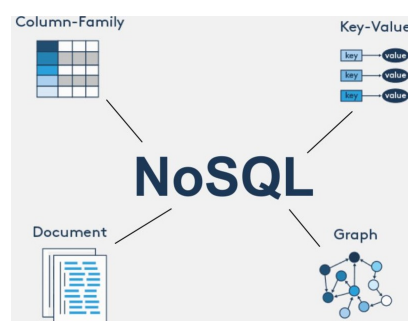 Column-Family
Key-Value
key value
key value
key value
NoSQL
Document
Graph